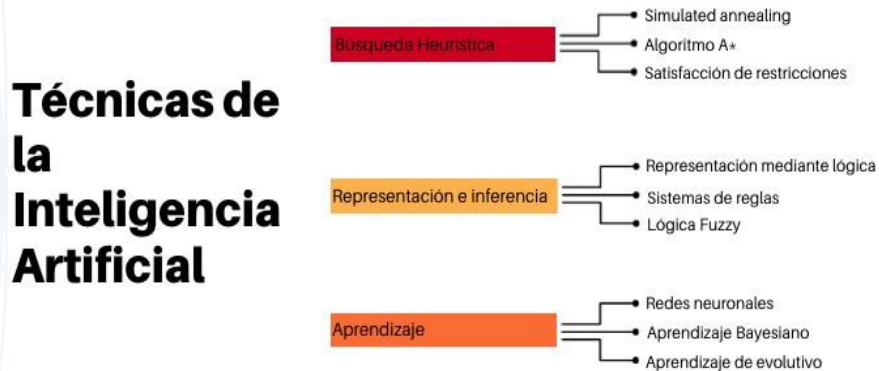 Técnicas de
la
Inteligencia
Artificial
Búsqueda Heuristica
Simulated annealing
Algoritmo A*
Satisfacción de restricciones
Representación e inferencia
Representación mediante lógica
Sistemas de reglas
Lógica Fuzzy
Aprendizaje
Redes neuronales
Aprendizaje Bayesiano
Aprendizaje de evolutivo